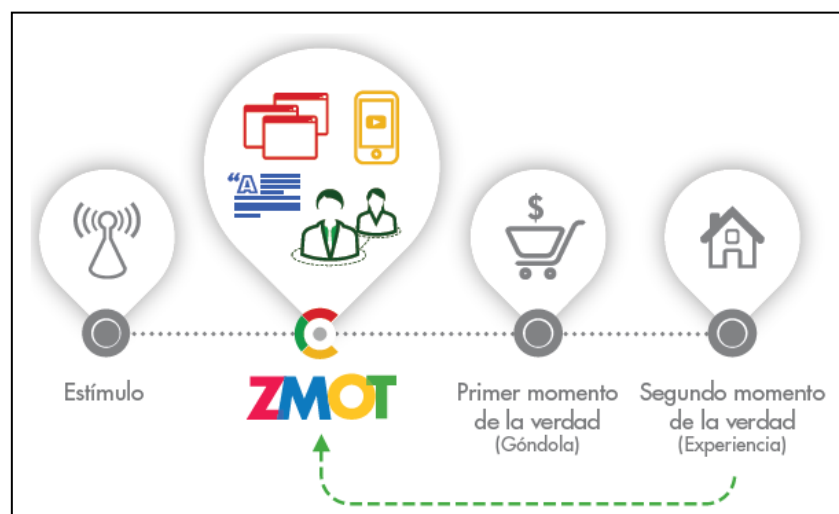 “A
$
Estímulo
ZMOT
Primer momento
de la verdad
(Góndola)
Segundo momento
de la verdad
(Experiencia)